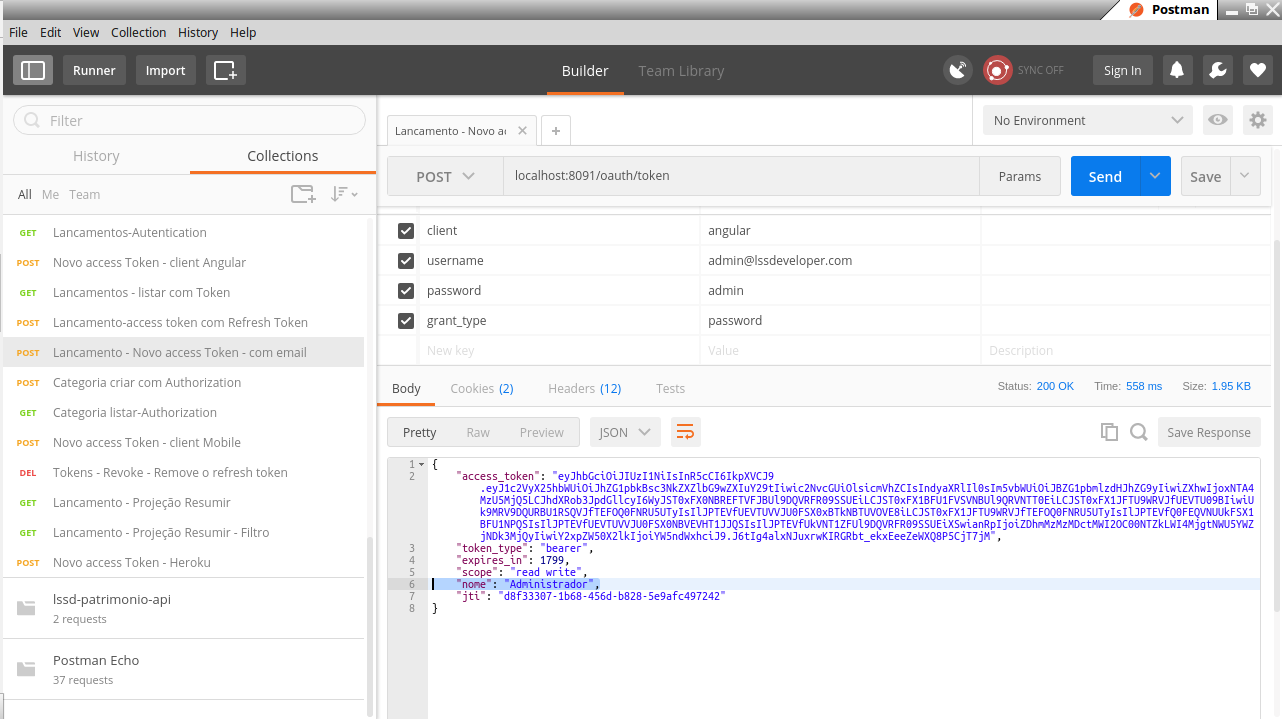 Postman
File Edit View Collection History Help
Runner Import Builder Team Library SYNC OFF Sign In
Filter
History Collections
All Me Team
GET Lancamentos-Autentication
POST Novo access Token - client Angular
GET Lancamentos - listar com Token
POST Lancamento-access token com Refresh Token
POST Lancamento - Novo access Token - com email
POST Categoria criar com Authorization
GET Categoria listar-Authorization
POST Novo access Token - client Mobile
DEL Tokens - Revoke - Remove o refresh token
GET Lancamento - Projeção Resumir
GET Lancamento - Projeção Resumir - Filtro
POST Novo access Token - Heroku
lssd-patrimonio-api
2 requests
Postman Echo
37 requests
Lancamento - Novo a
No Environment
POST localhost:8091/oauth/token Params Send Save
client angular
username admin@lssdeveloper.com
password admin
grant_type password
New key Value Description
Body Cookies (2) Headers (12) Tests Status: 200 OK Time: 558 ms Size: 1.95 KB
Pretty Raw Preview JSON Save Response
1 {
2 "access_token": "eyJhbGciOiJIUzI1NiIsInR5cCI6IkpXVCJ9
3 "token_type": "bearer",
4 "expires_in": 1799,
5 "scope": "read write",
6 "nome": "Administrador",
7 "jti": "d8f33307-1b68-456d-b828-5e9afc497242"
8 }